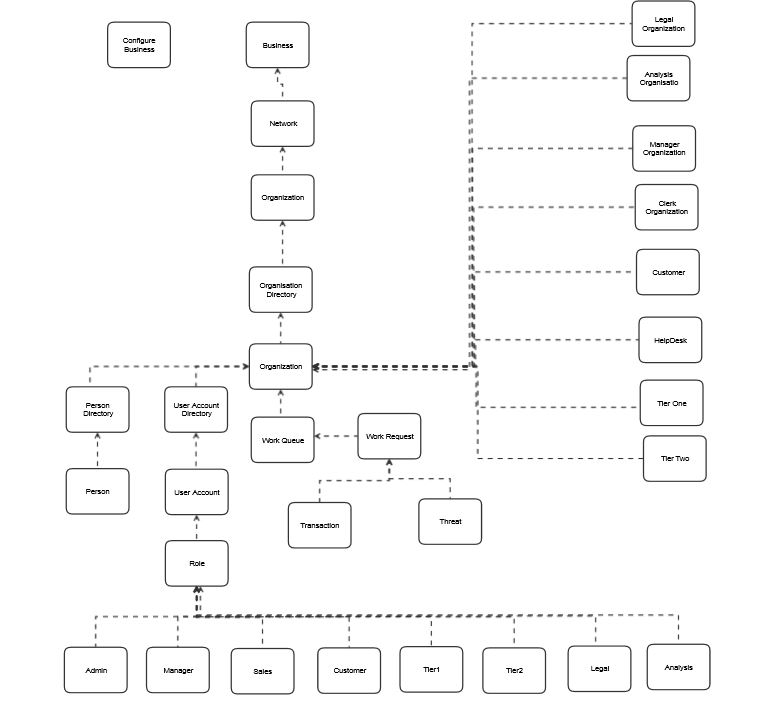 Legal
Organization
Configure
Business
Business
Analysis
Organisatio
Network
Manager
Organization
Organization
Clerk
Organization
Customer
Organisation
Directory
HelpDesk
Organization
Person
Directory
User Account
Directory
Tier One
Work Queue
Work Request
Tier Two
Person
User Account
Transaction
Threat
Role
Admin
Manager
Sales
Customer
Tier1
Tier2
Legal
Analysis